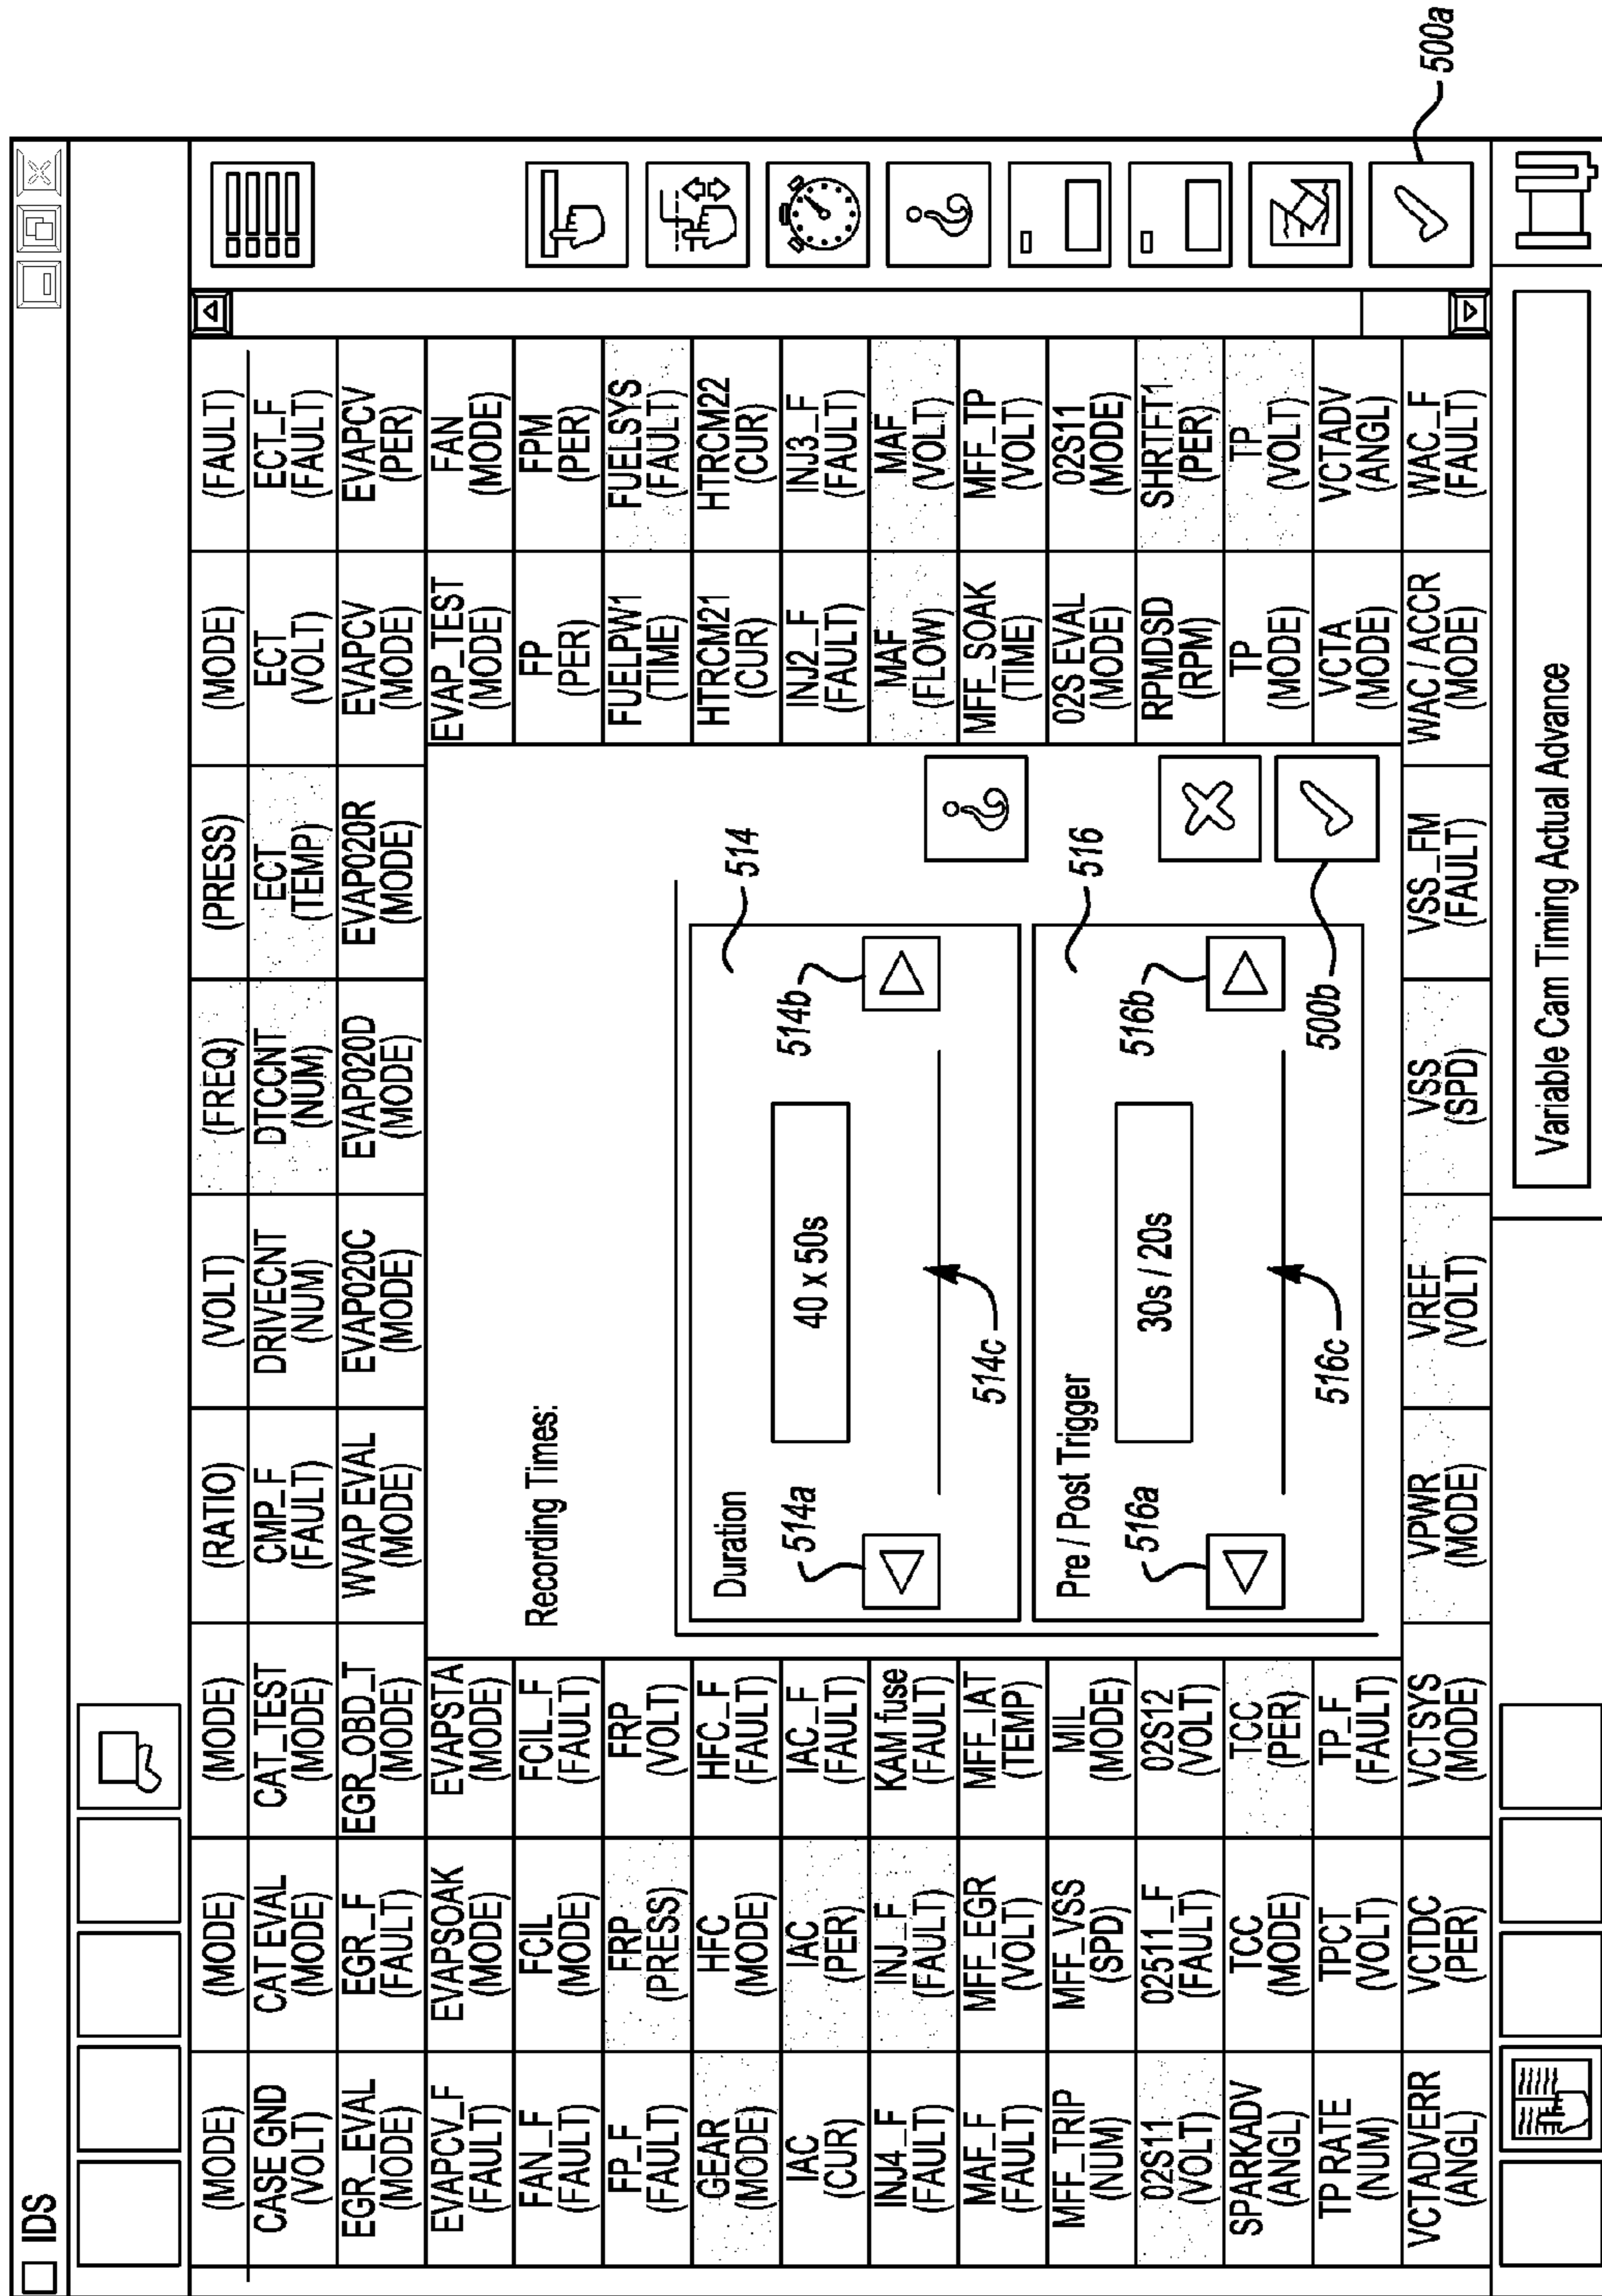 IDS
(MODE) (MODE) (MODE) (RATIO) (VOLT) (FREQ) (PRESS) (MODE) (FAULT)
CASE GND CAT EVAL CAT_TEST CMP_F DRIVECNT DTCCNT ECT ECT ECT_F
(VOLT) (MODE) (MODE) (FAULT) (NUM) (NUM) (TEMP) (VOLT) (FAULT)
EGR_EVAL EGR_F EGR_OBD_T WVAP EVAL EVAP020C EVAP020D EVAP020R EVAPCV EVAPCV
(MODE) (FAULT) (MODE) (MODE) (MODE) (MODE) (MODE) (MODE) (PER)
EVAPCV_F EVAPSOAK EVAPSTA EVAP_TEST FAN
(FAULT) (MODE) (MODE) (MODE) (MODE)
FAN_F FCIL FCIL_F FP FPM
(FAULT) (MODE) (FAULT) (PER) (PER)
FP_F FRP FRP FUELPW1 FUELSYS
(FAULT) (PRESS) (VOLT) (TIME) (FAULT)
GEAR HFC HFC_F HTRCM21 HTRCM22
(MODE) (MODE) (FAULT) (CUR) (CUR)
IAC IAC IAC_F INJ2_F INJ3_F
(CUR) (PER) (FAULT) (FAULT) (FAULT)
INJ4_F INJ_F KAM fuse MAF MAF
(FAULT) (FAULT) (FAULT) (FLOW) (VOLT)
MAF_F MFF_EGR MFF_IAT MFF_SOAK MFF_TP
(FAULT) (VOLT) (TEMP) (TIME) (VOLT)
MFF_TRIP MFF_VSS MIL 02S EVAL 02S11
(NUM) (SPD) (MODE) (MODE) (MODE)
02S11 02511_F 02S12 RPMDSD SHRTFT1
(VOLT) (FAULT) (VOLT) (RPM) (PER)
SPARKADV TCC TCC TP TP
(ANGL) (MODE) (PER) (MODE) (VOLT)
TP RATE TPCT TP_F VCTA VCTADV
(NUM) (VOLT) (FAULT) (MODE) (ANGL)
VCTADVERR VCTDC VCTSYS VPWR VREF VSS VSS_FM WAC / ACCR WAC_F
(ANGL) (PER) (MODE) (MODE) (VOLT) (SPD) (FAULT) (MODE) (FAULT)
Recording Times:
Duration
514
514a
40 x 50s
514b
514c
Pre / Post Trigger
516
516a
30s / 20s
516b
516c
500b
500a
Variable Cam Timing Actual Advance